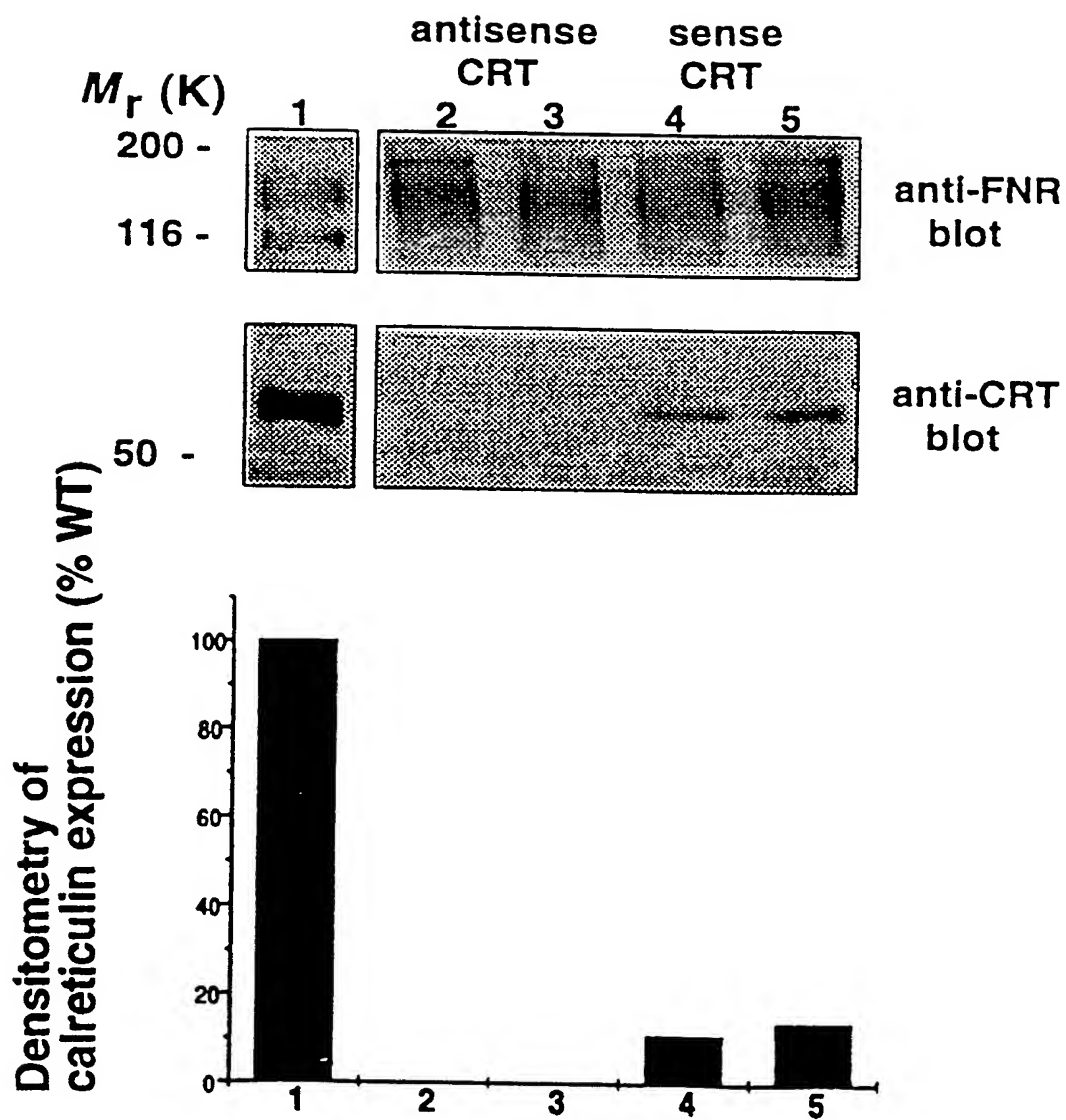 antisense CRT
sense CRT
Mr (K)
1
2
3
4
5
200 -
116 -
anti-FNR blot
50 -
anti-CRT blot
Densitometry of
calreticulin expression (% WT)
100
80
60
40
20
0
1
2
3
4
5